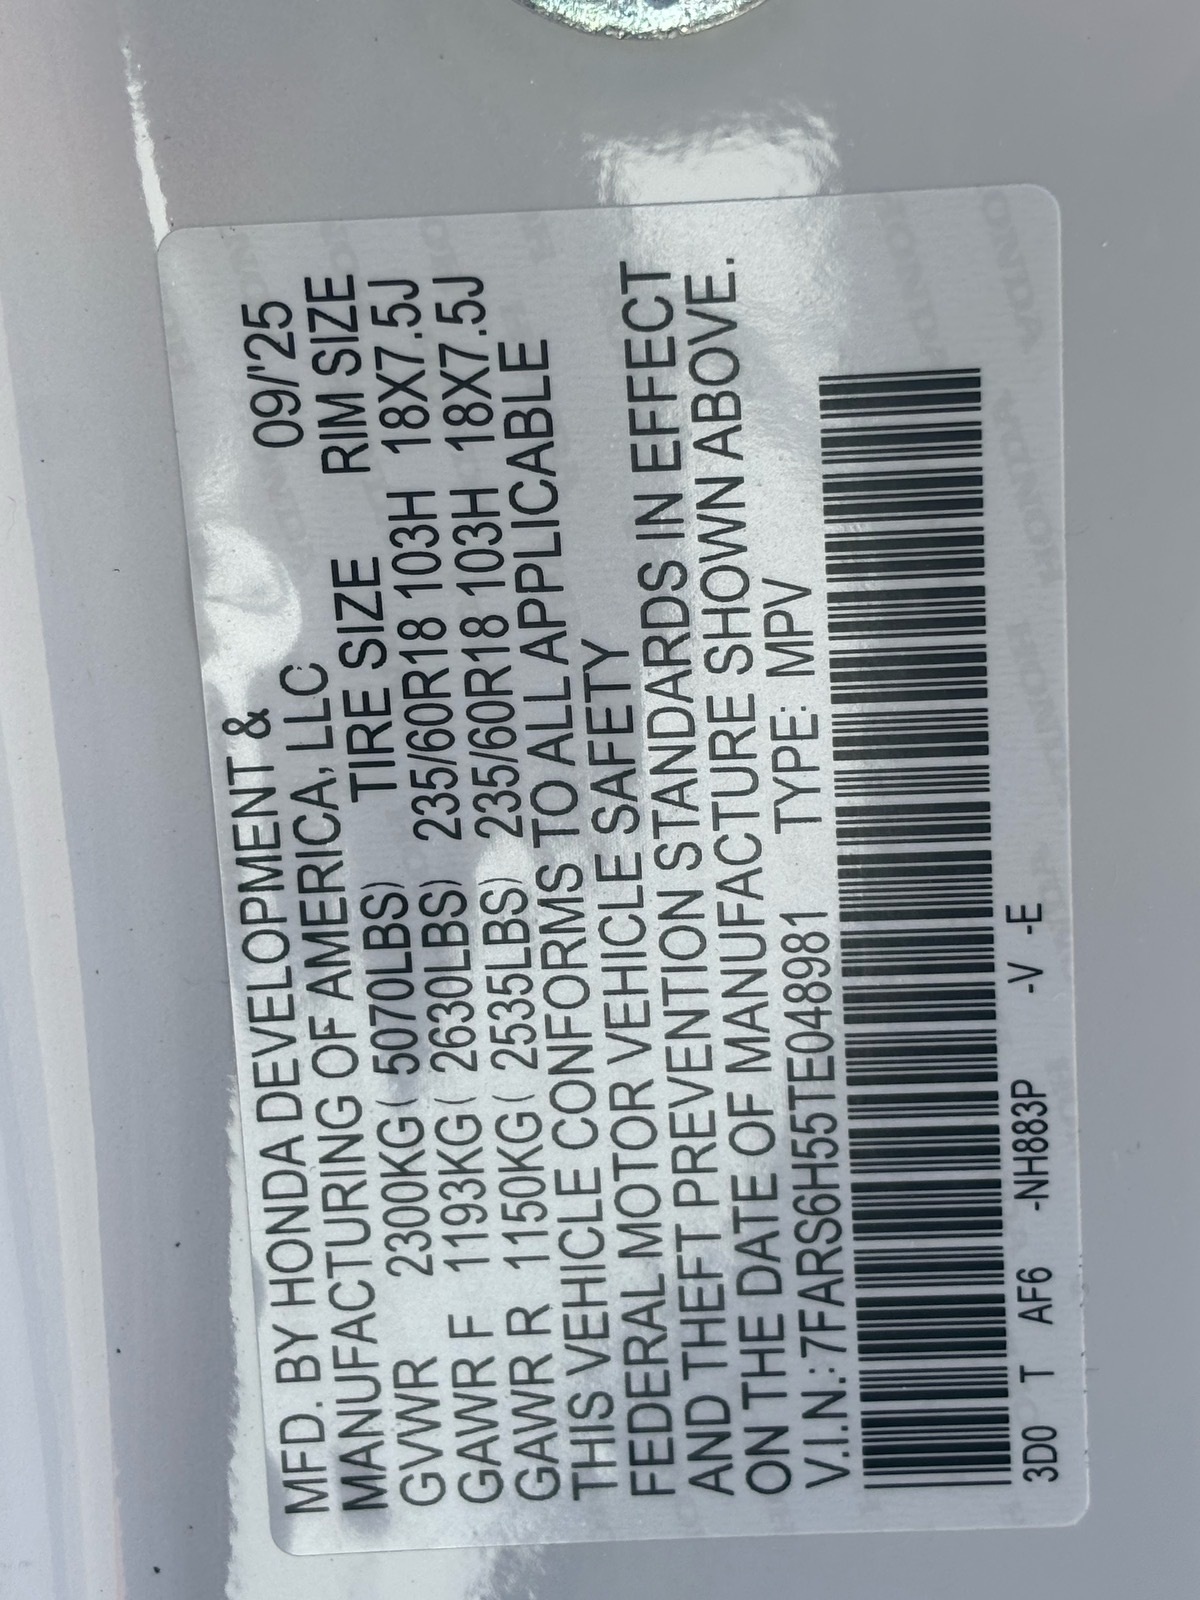 MFD. BY HONDA DEVELOPMENT & 09/'25
MANUFACTURING OF AMERICA, LLC
TIRE SIZE RIM SIZE
GVWR 2300KG( 5070LBS)
GAWR F 1193KG( 2630LBS) 235/60R18 103H 18X7.5J
GAWR R 1150KG( 2535LBS) 235/60R18 103H 18X7.5J
THIS VEHICLE CONFORMS TO ALL APPLICABLE
FEDERAL MOTOR VEHICLE SAFETY
AND THEFT PREVENTION STANDARDS IN EFFECT
ON THE DATE OF MANUFACTURE SHOWN ABOVE.
V.I.N.:7FARS6H55TE048981 TYPE: MPV
3D0 T AF6 -NH883P -V -E